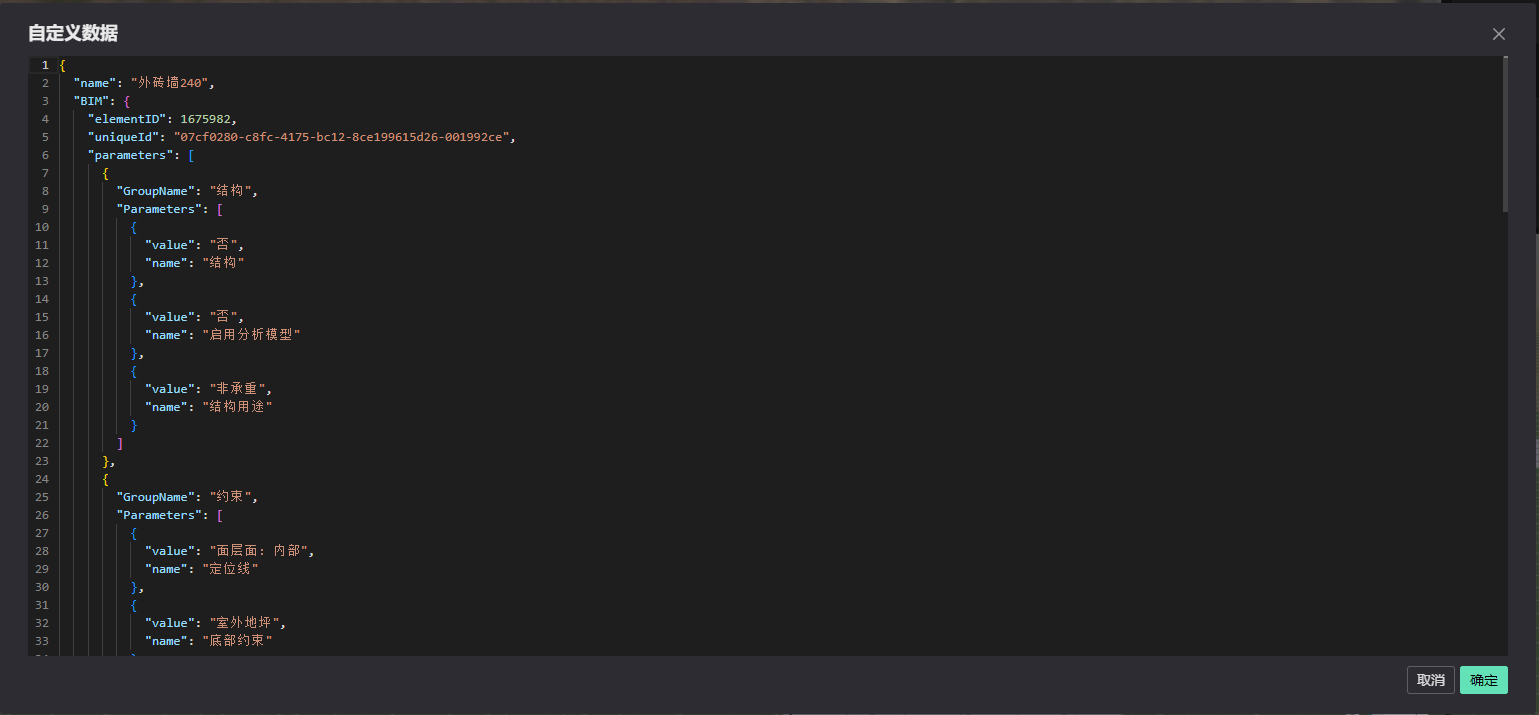 自定义数据
1 {
2 "name": "外砖墙240",
3 "BIM": {
4 "elementID": 1675982,
5 "uniqueId": "07cf0280-c8fc-4175-bc12-8ce199615d26-001992ce",
6 "parameters": [
7 {
8 "GroupName": "结构",
9 "Parameters": [
10 {
11 "value": "否",
12 "name": "结构"
13 },
14 {
15 "value": "否",
16 "name": "启用分析模型"
17 },
18 {
19 "value": "非承重",
20 "name": "结构用途"
21 }
22 ]
23 },
24 {
25 "GroupName": "约束",
26 "Parameters": [
27 {
28 "value": "面层面: 内部",
29 "name": "定位线"
30 },
31 {
32 "value": "室外地坪",
33 "name": "底部约束"
取消 确定